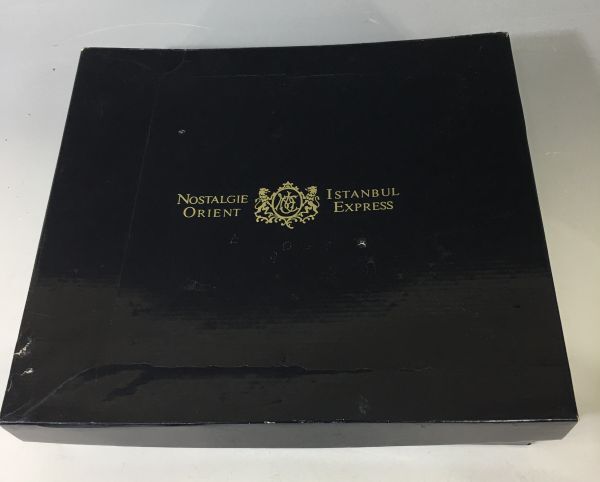 NOSTALGIE ISTANBUL
ORIENT EXPRESS